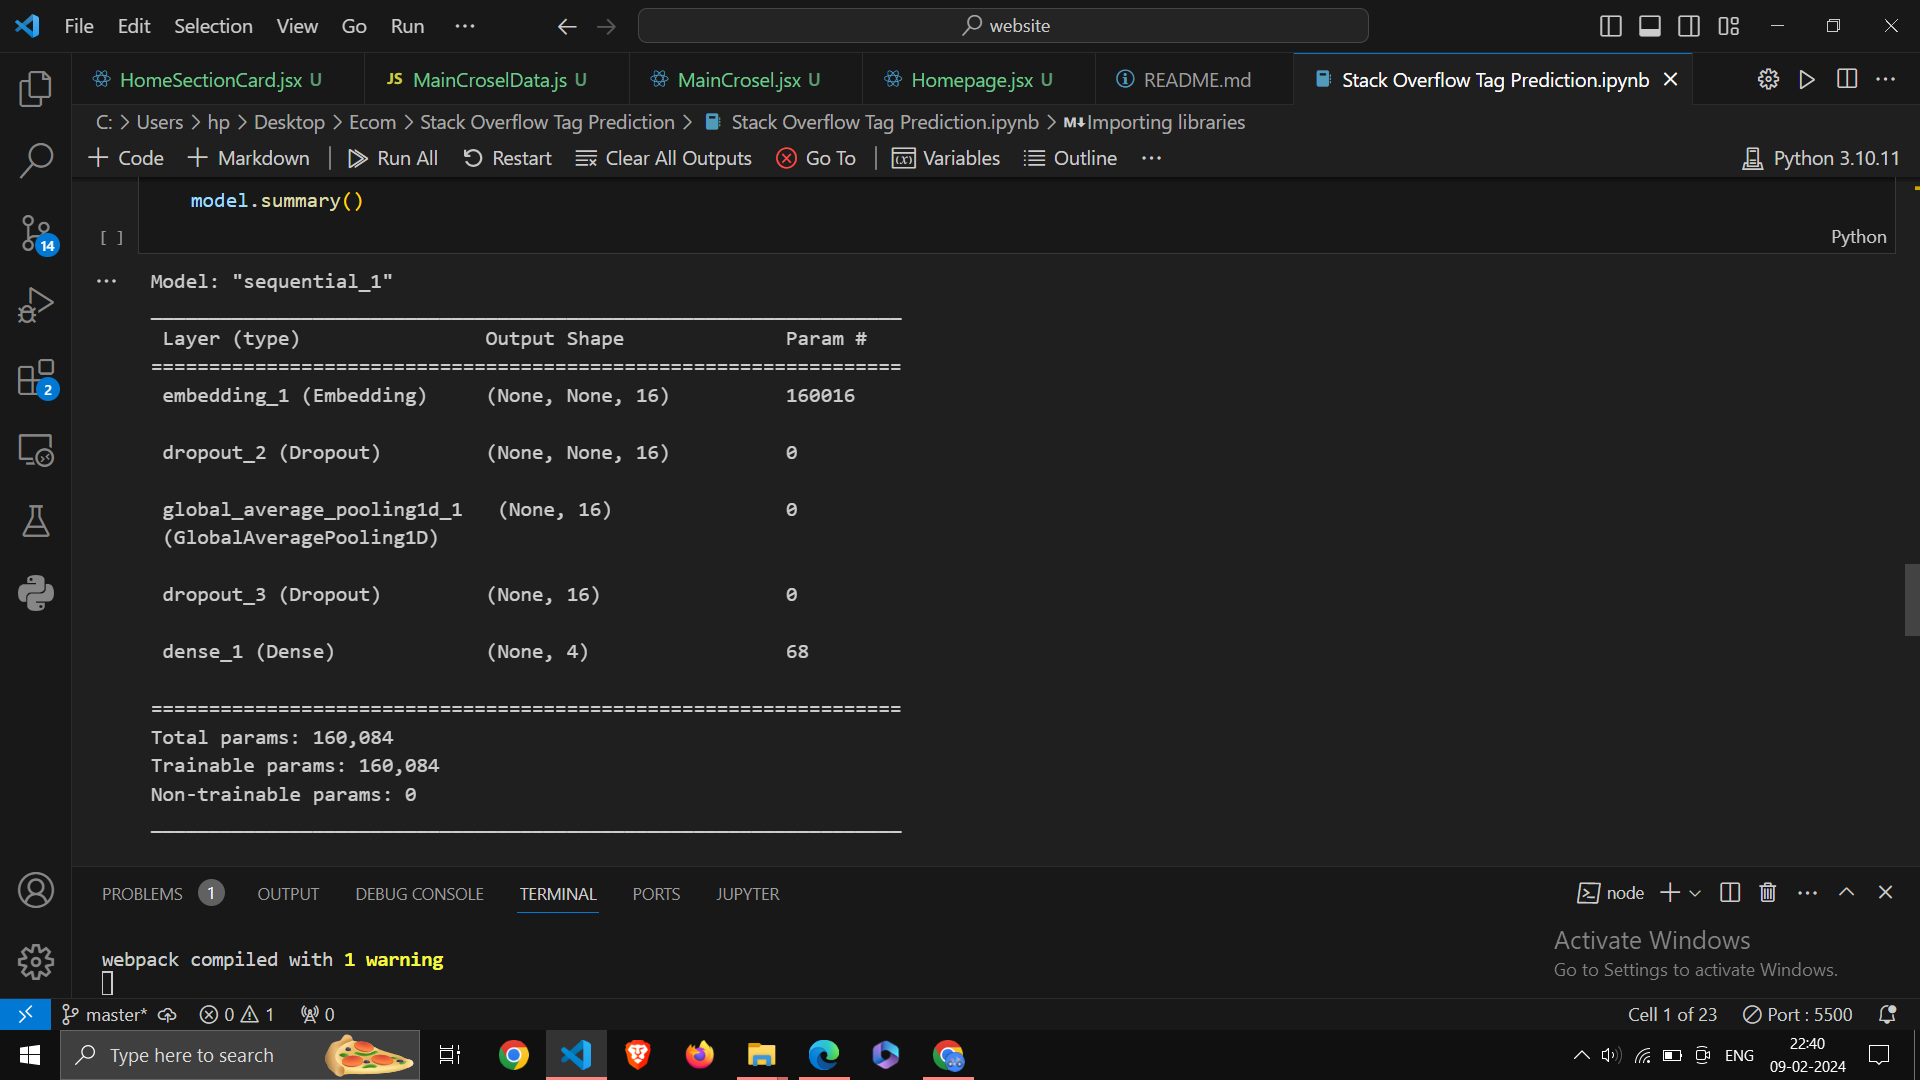 File Edit Selection View Go Run ··· website
HomeSectionCard.jsx U JS MainCroselData.js U MainCrosel.jsx U Homepage.jsx U README.md Stack Overflow Tag Prediction.ipynb
C: > Users > hp > Desktop > Ecom > Stack Overflow Tag Prediction > Stack Overflow Tag Prediction.ipynb > M↓Importing libraries
+ Code + Markdown Run All Restart Clear All Outputs Go To (x) Variables Outline ··· Python 3.10.11
model.summary()
[ ] Python
··· Model: "sequential_1"
_________________________________________________________________
Layer (type) Output Shape Param #
=================================================================
embedding_1 (Embedding) (None, None, 16) 160016
dropout_2 (Dropout) (None, None, 16) 0
global_average_pooling1d_1 (None, 16) 0
(GlobalAveragePooling1D)
dropout_3 (Dropout) (None, 16) 0
dense_1 (Dense) (None, 4) 68
=================================================================
Total params: 160,084
Trainable params: 160,084
Non-trainable params: 0
_________________________________________________________________
14
2
PROBLEMS 1 OUTPUT DEBUG CONSOLE TERMINAL PORTS JUPYTER node
webpack compiled with 1 warning
Activate Windows
Go to Settings to activate Windows.
master* 0 1 0 Cell 1 of 23 Port : 5500
Type here to search ENG 22:40
09-02-2024